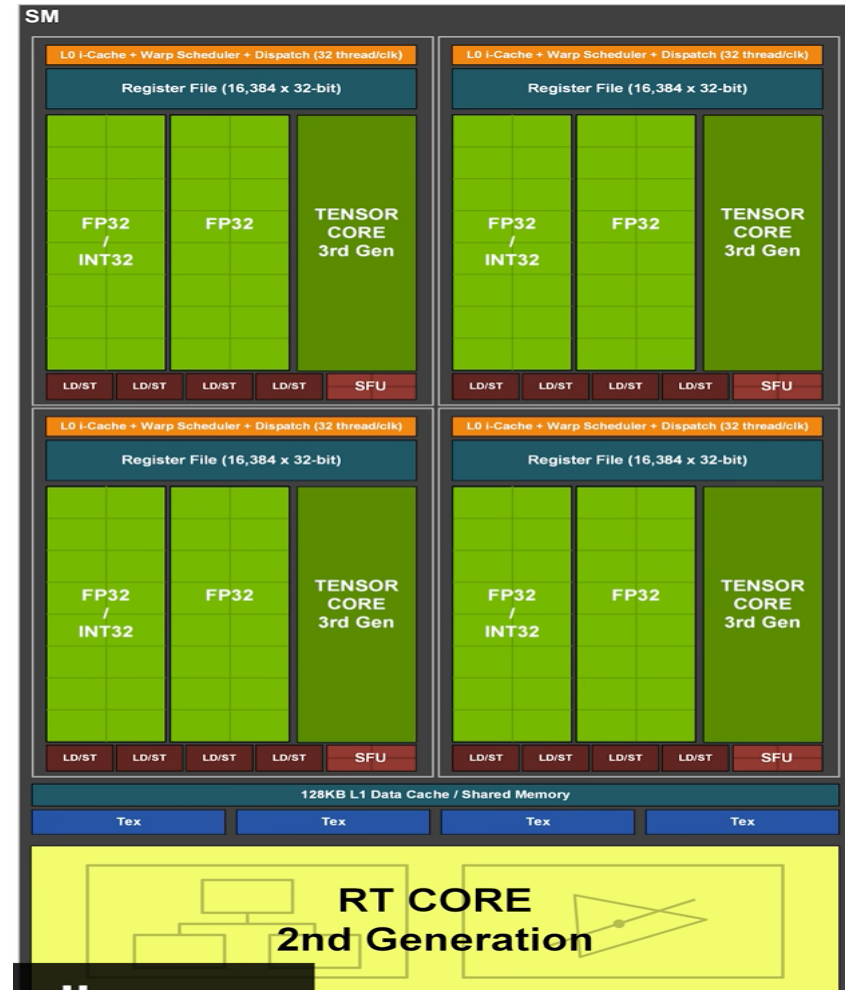 SM
L0 i-Cache + Warp Scheduler + Dispatch (32 thread/clk)
Register File (16,384 x 32-bit)
FP32
/
INT32
FP32
TENSOR
CORE
3rd Gen
LD/ST LD/ST LD/ST LD/ST SFU
L0 i-Cache + Warp Scheduler + Dispatch (32 thread/clk)
Register File (16,384 x 32-bit)
FP32
/
INT32
FP32
TENSOR
CORE
3rd Gen
LD/ST LD/ST LD/ST LD/ST SFU
L0 i-Cache + Warp Scheduler + Dispatch (32 thread/clk)
Register File (16,384 x 32-bit)
FP32
/
INT32
FP32
TENSOR
CORE
3rd Gen
LD/ST LD/ST LD/ST LD/ST SFU
L0 i-Cache + Warp Scheduler + Dispatch (32 thread/clk)
Register File (16,384 x 32-bit)
FP32
/
INT32
FP32
TENSOR
CORE
3rd Gen
LD/ST LD/ST LD/ST LD/ST SFU
128KB L1 Data Cache / Shared Memory
Tex Tex Tex Tex
RT CORE
2nd Generation